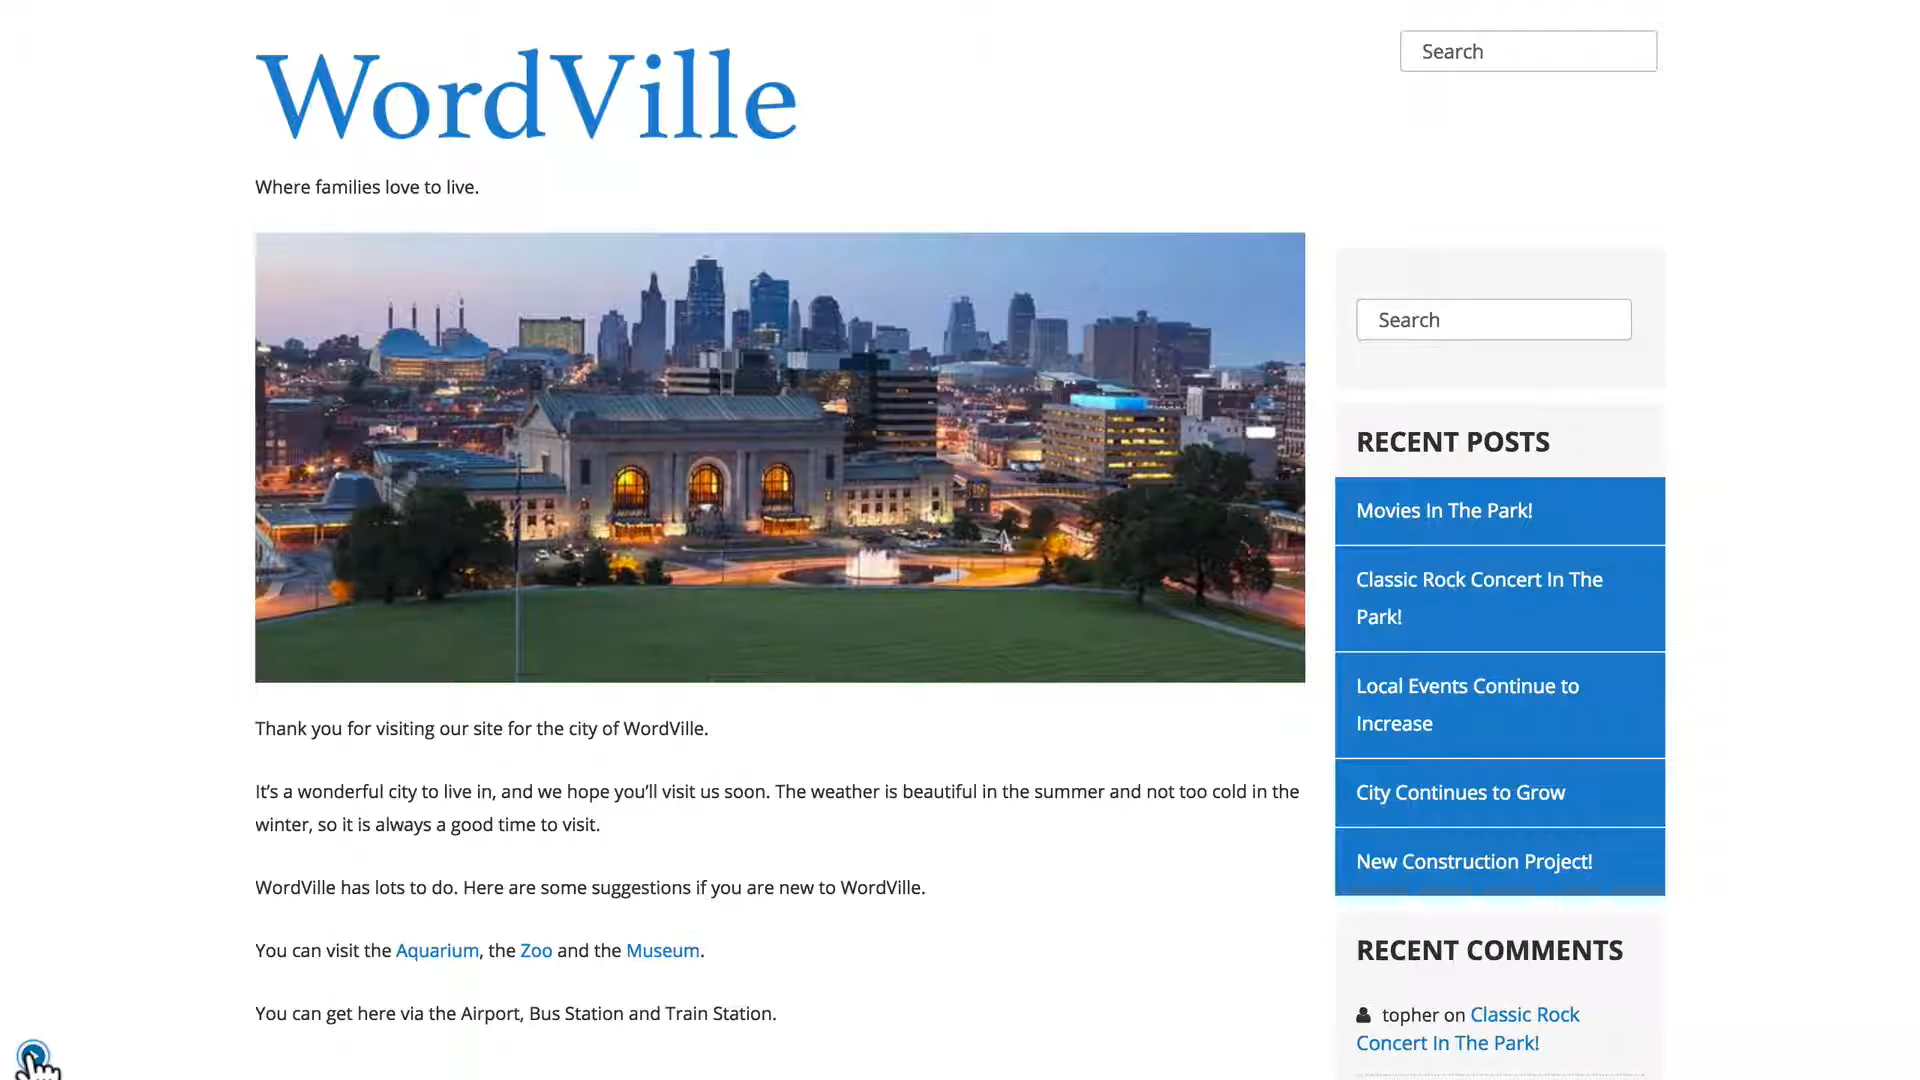 WordVille
Search
Where families love to live.
Search
RECENT POSTS
Movies In The Park!
Classic Rock Concert In The
Park!
Local Events Continue to
Increase
City Continues to Grow
New Construction Project!
Thank you for visiting our site for the city of WordVille.
It’s a wonderful city to live in, and we hope you’ll visit us soon. The weather is beautiful in the summer and not too cold in the
winter, so it is always a good time to visit.
WordVille has lots to do. Here are some suggestions if you are new to WordVille.
You can visit the Aquarium, the Zoo and the Museum.
You can get here via the Airport, Bus Station and Train Station.
RECENT COMMENTS
topher on Classic Rock
Concert In The Park!